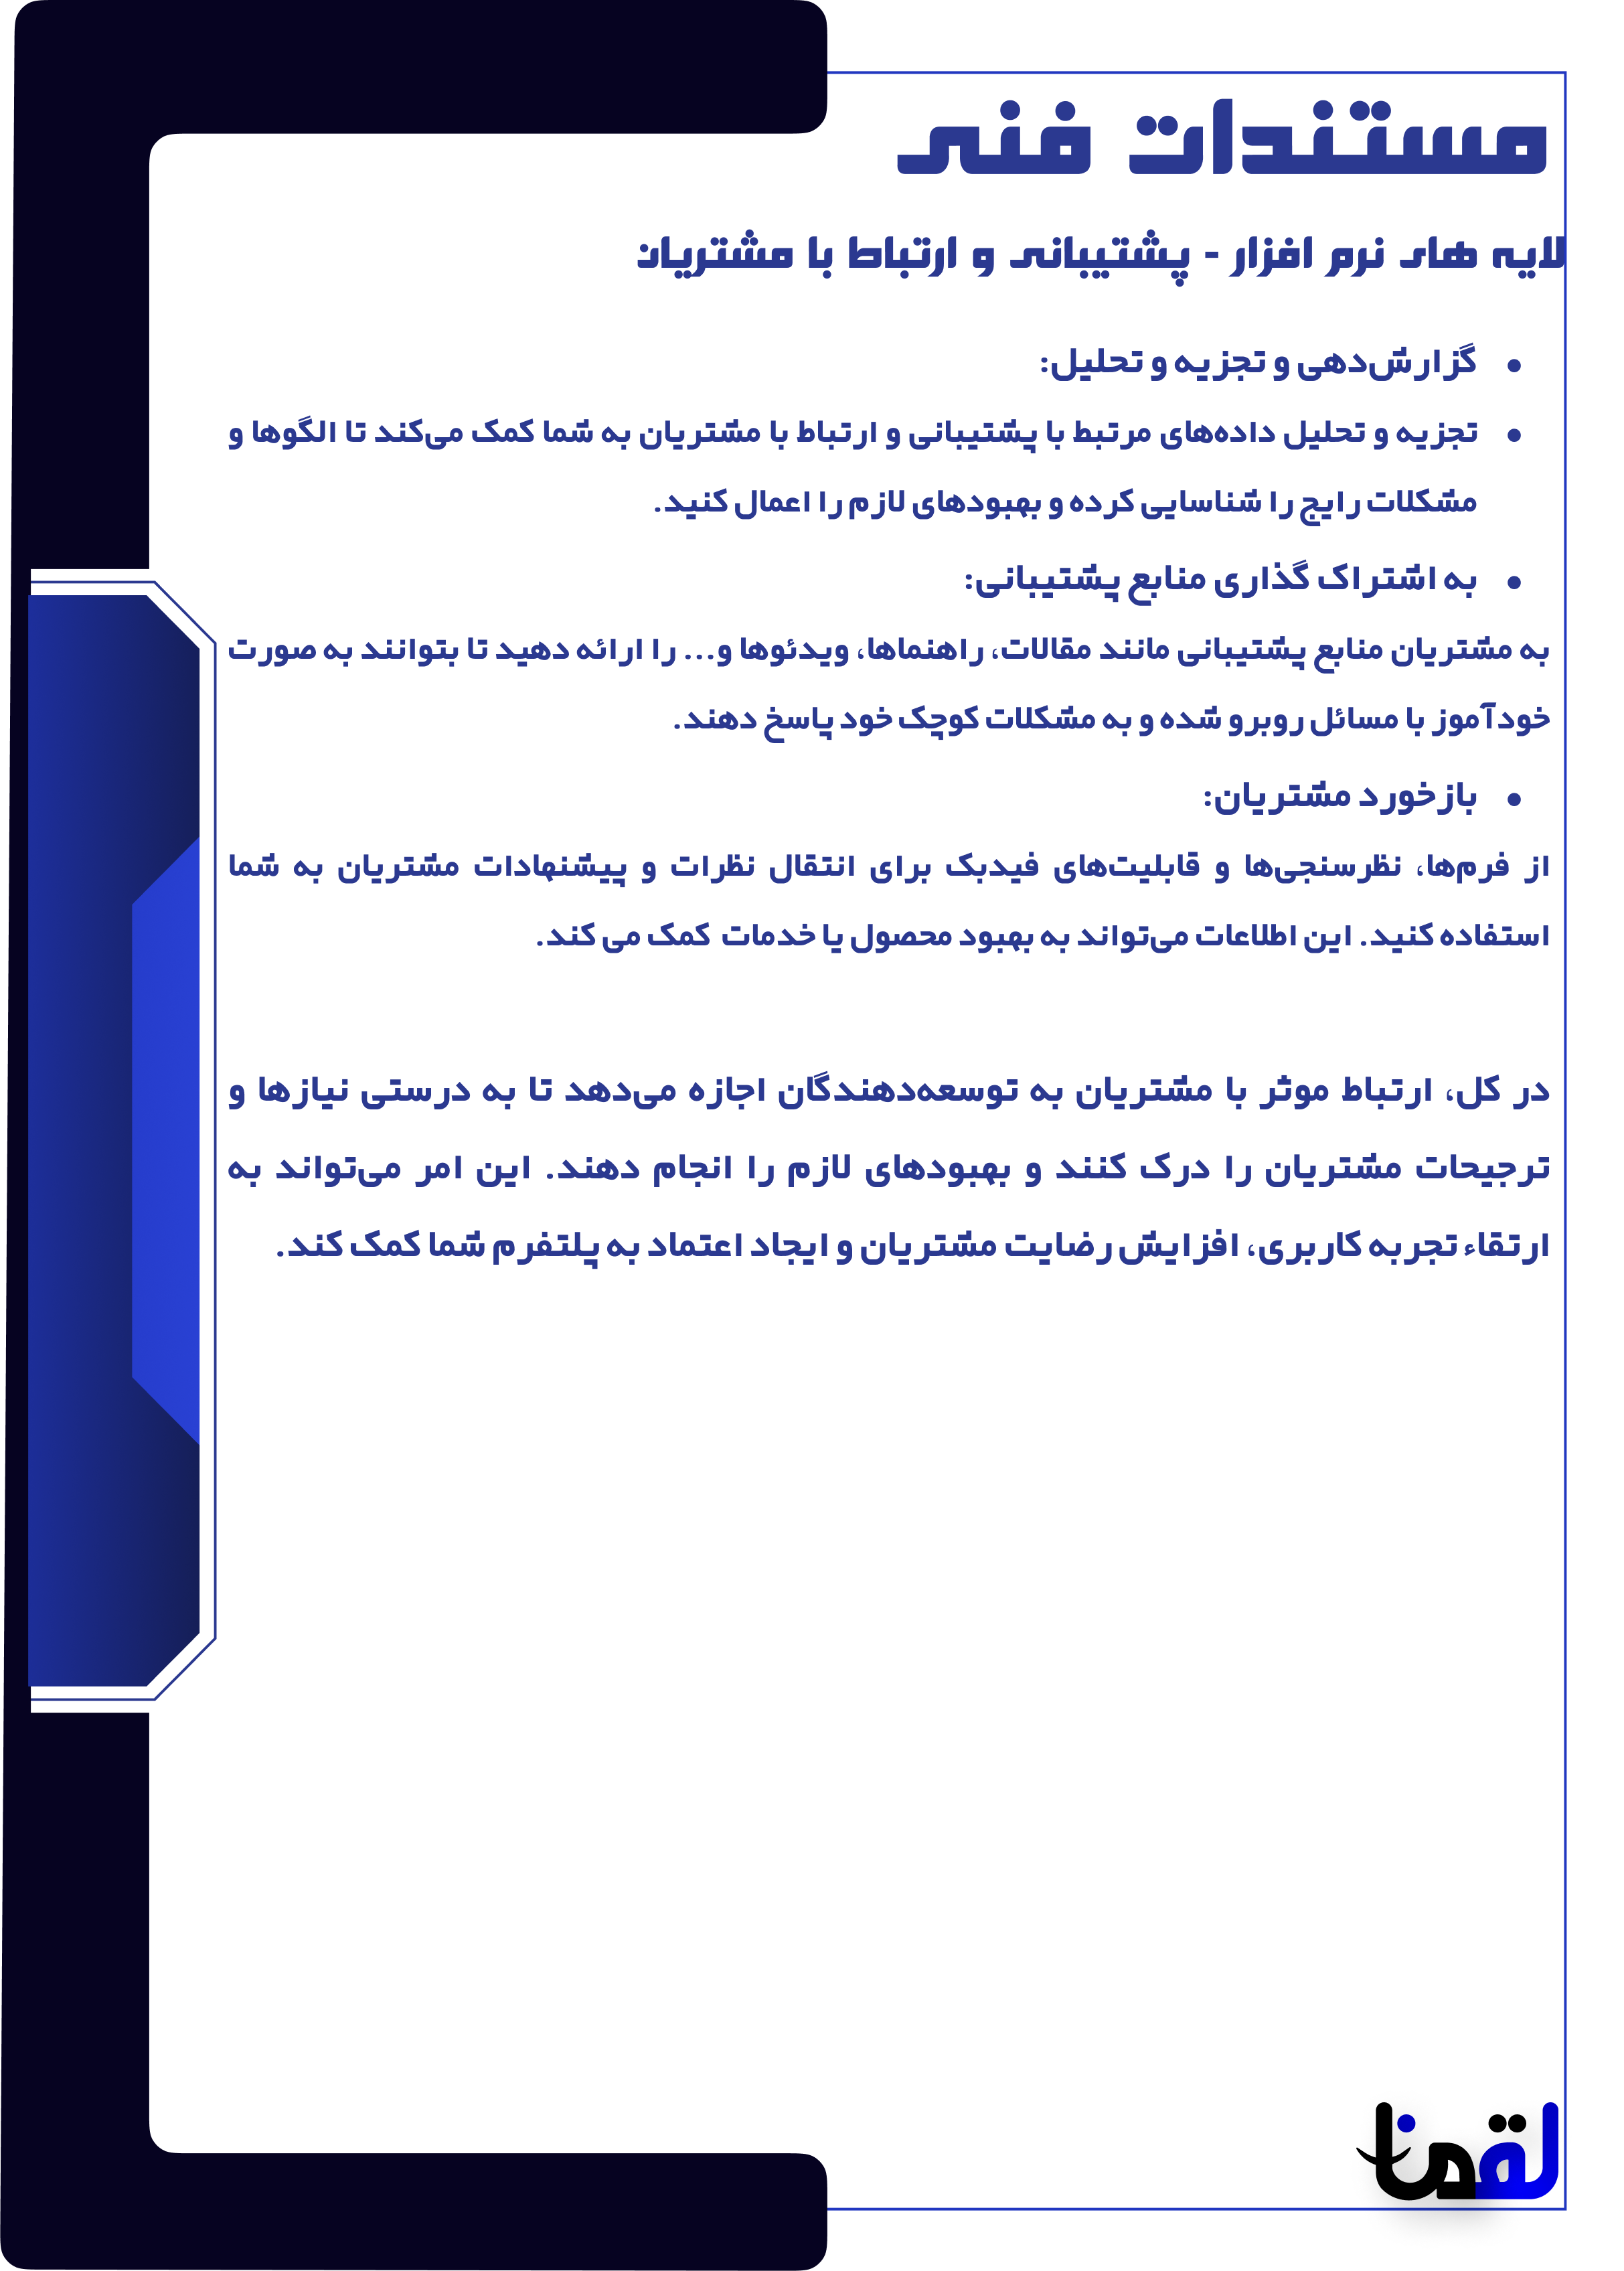 مستندات فنی
لایه های نرم افزار - پشتیبانی و ارتباط با مشتریان
• گزارش‌دهی و تجزیه و تحلیل:
• تجزیه و تحلیل داده‌های مرتبط با پشتیبانی و ارتباط با مشتریان به شما کمک می‌کند تا الگوها و
مشکلات رایج را شناسایی کرده و بهبودهای لازم را اعمال کنید.
• به اشتراک گذاری منابع پشتیبانی:
به مشتریان منابع پشتیبانی مانند مقالات، راهنماها، ویدئوها و... را ارائه دهید تا بتوانند به صورت
خودآموز با مسائل روبرو شده و به مشکلات کوچک خود پاسخ دهند.
• بازخورد مشتریان:
از فرم‌ها، نظرسنجی‌ها و قابلیت‌های فیدبک برای انتقال نظرات و پیشنهادات مشتریان به شما
استفاده کنید. این اطلاعات می‌تواند به بهبود محصول یا خدمات کمک می کند.
در کل، ارتباط موثر با مشتریان به توسعه‌دهندگان اجازه می‌دهد تا به درستی نیازها و
ترجیحات مشتریان را درک کنند و بهبودهای لازم را انجام دهند. این امر می‌تواند به
ارتقاء تجربه کاربری، افزایش رضایت مشتریان و ایجاد اعتماد به پلتفرم شما کمک کند.
لقمان